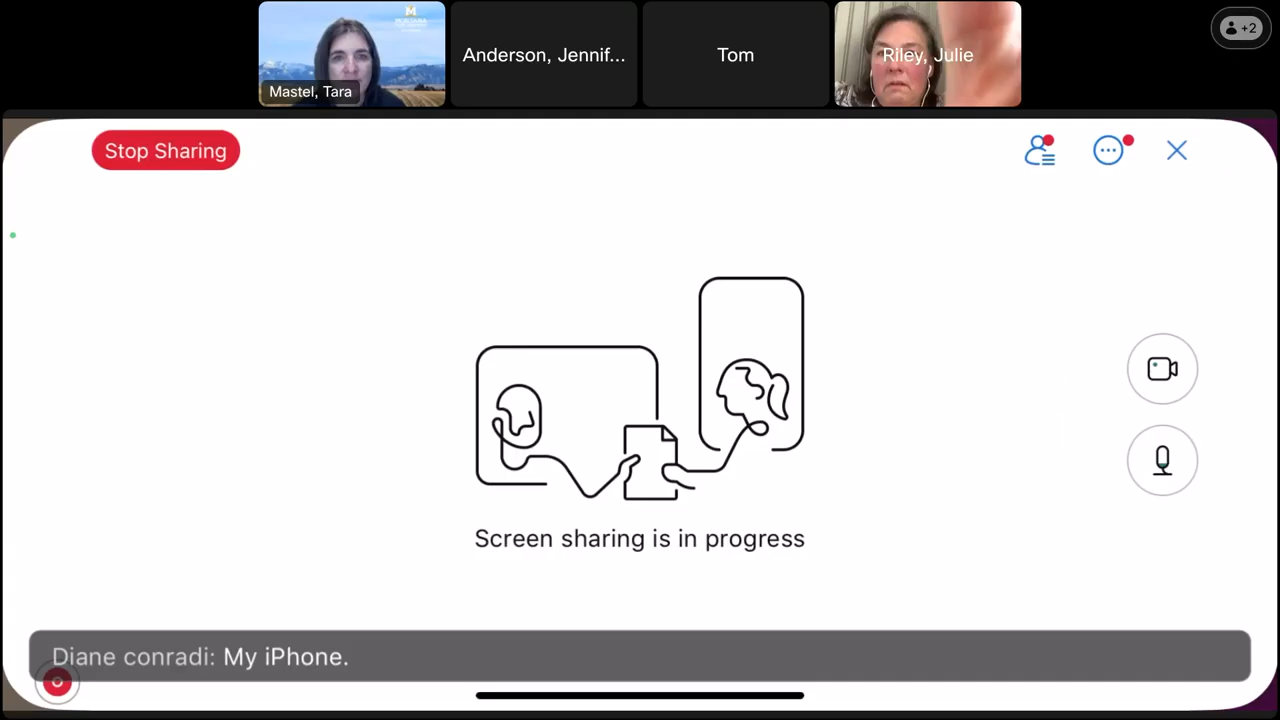 Mastel, Tara
Anderson, Jennif...
Tom
Riley, Julie
+2
Stop Sharing
Screen sharing is in progress
Diane conradi: My iPhone.